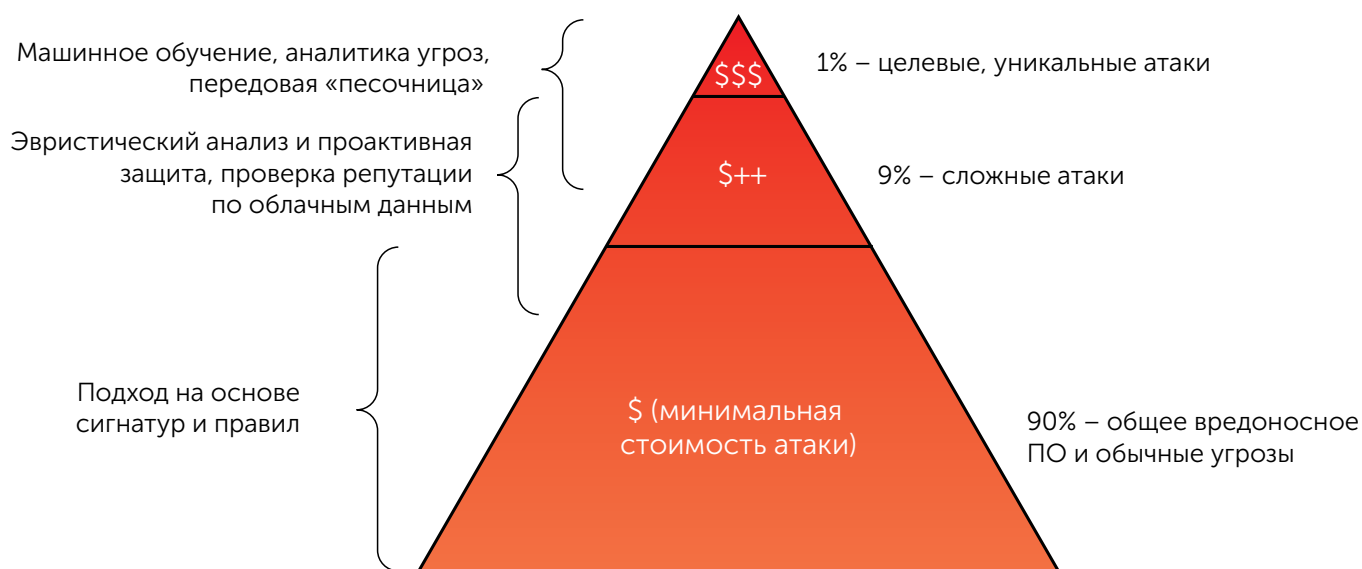 Машинное обучение, аналитика угроз,
передовая «песочница»
$$$
1% – целевые, уникальные атаки
Эвристический анализ и проактивная
защита, проверка репутации
по облачным данным
$++
9% – сложные атаки
Подход на основе
сигнатур и правил
$ (минимальная
стоимость атаки)
90% – общее вредоносное
ПО и обычные угрозы